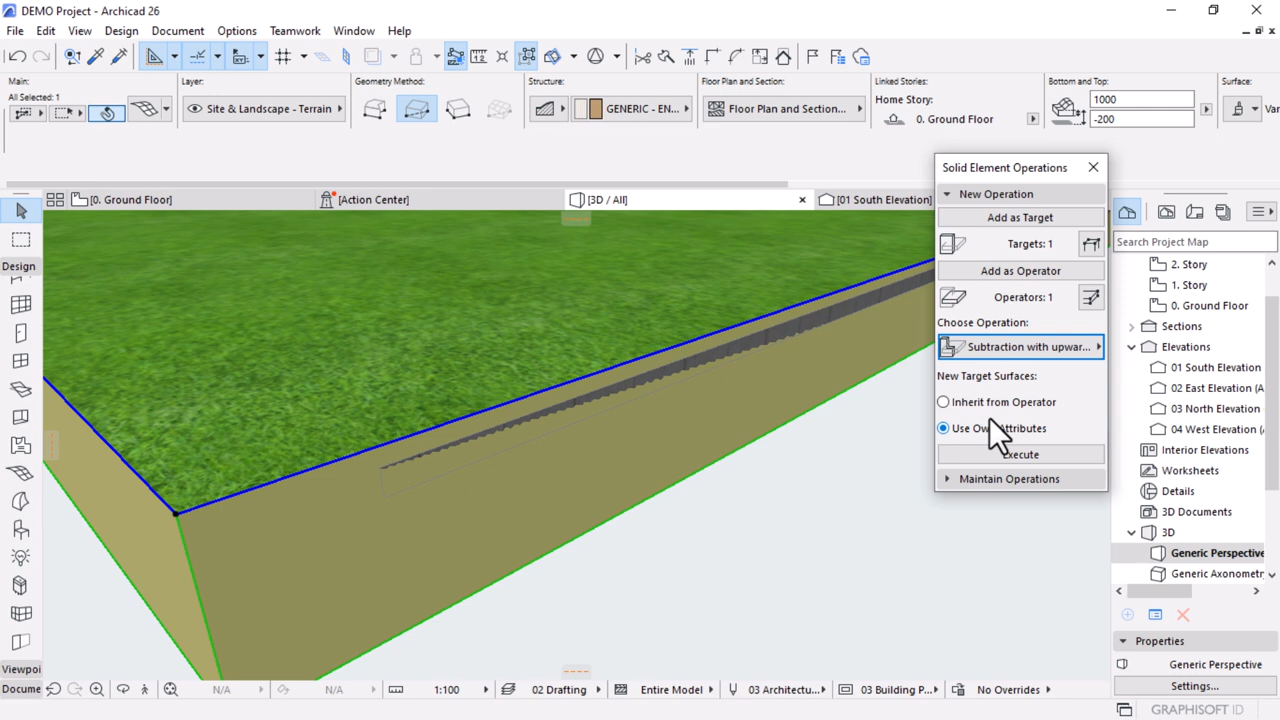 DEMO Project - Archicad 26
File Edit View Design Document Options Teamwork Window Help
Main:
All Selected: 1
Layer:
Site & Landscape - Terrain
Geometry Method:
Structure:
GENERIC - EN...
Floor Plan and Section:
Floor Plan and Section...
Linked Stories:
Home Story:
0. Ground Floor
Bottom and Top:
1000
-200
Surface:
Var
[0. Ground Floor]
[Action Center]
[3D / All]
[01 South Elevation]
Solid Element Operations
New Operation
Add as Target
Targets: 1
Add as Operator
Operators: 1
Choose Operation:
Subtraction with upwar...
New Target Surfaces:
Inherit from Operator
Use Own Attributes
Execute
Maintain Operations
Design
Viewpoi
Docume
Search Project Map
2. Story
1. Story
0. Ground Floor
Sections
Elevations
01 South Elevation
02 East Elevation (A
03 North Elevation
04 West Elevation (
Interior Elevations
Worksheets
Details
3D Documents
3D
Generic Perspective
Generic Axonometr
Properties
Generic Perspective
Settings...
N/A
N/A
1:100
02 Drafting
Entire Model
03 Architectu...
03 Building P...
No Overrides
GRAPHISOFT ID